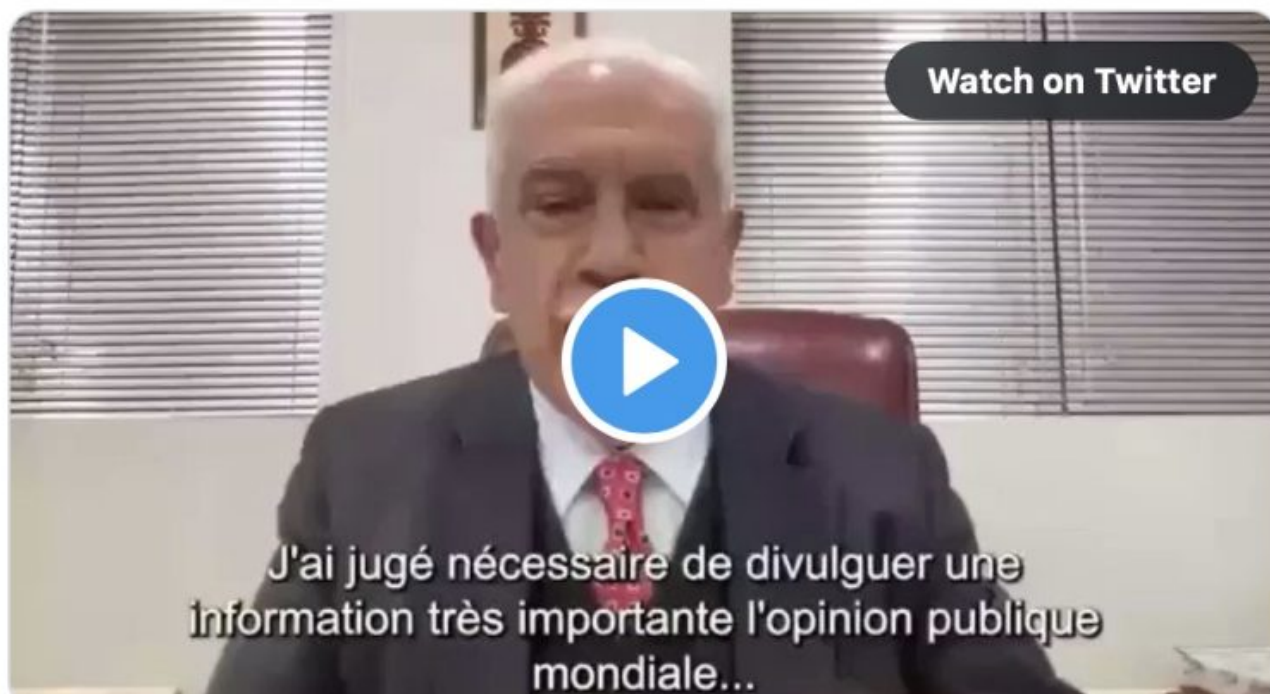 Watch on Twitter
J'ai jugé nécessaire de divulguer une
information très importante l'opinion publique
mondiale...